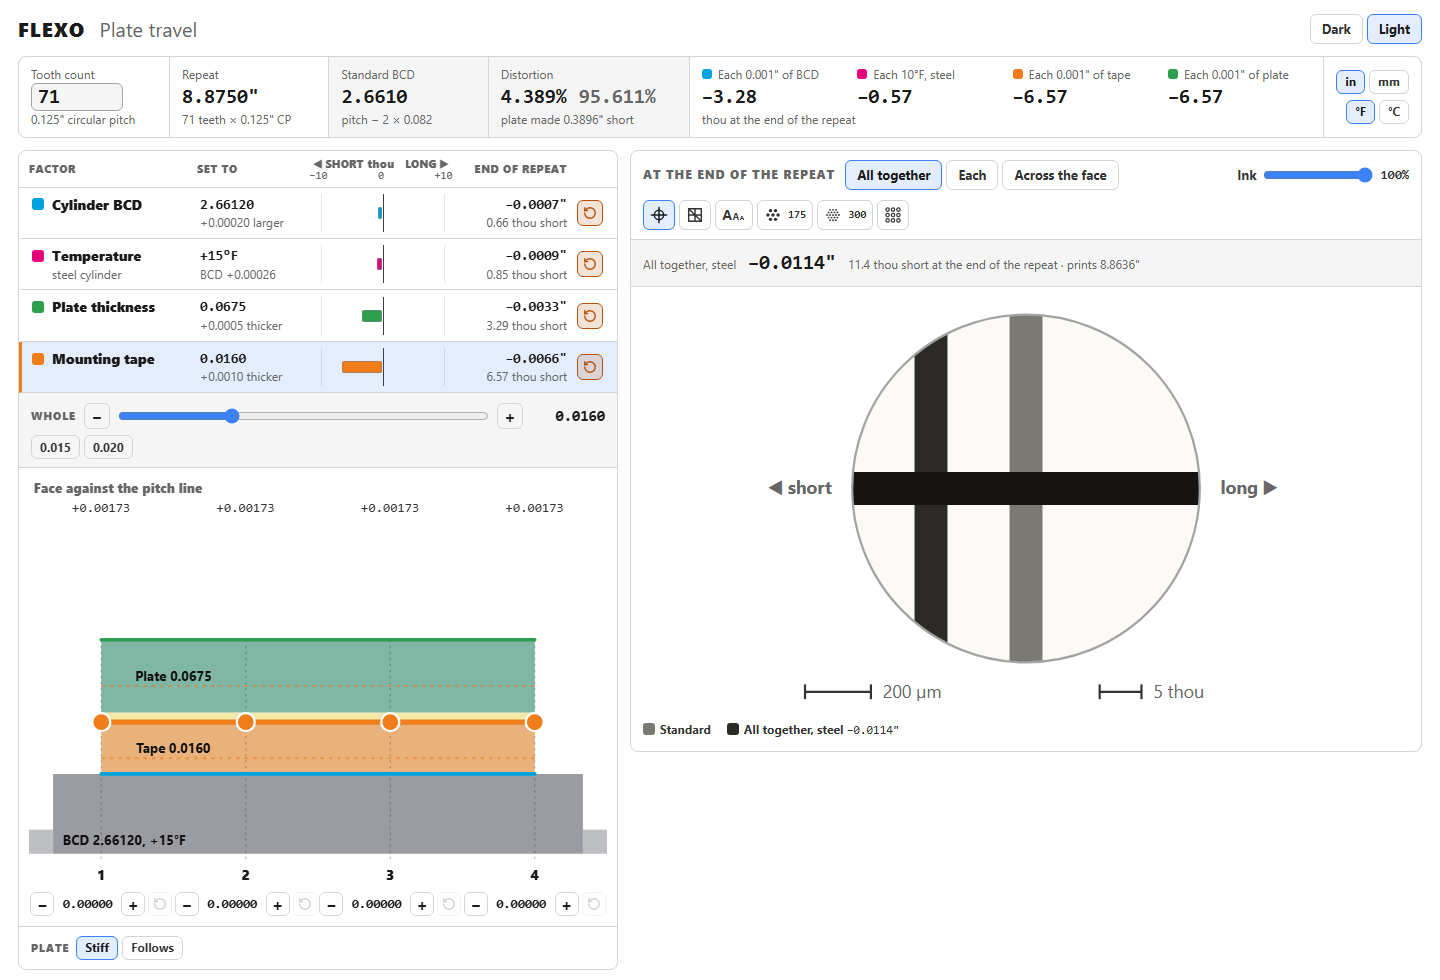 FLEXO Plate travel
Dark Light
Tooth count
71
0.125" circular pitch
Repeat
8.8750"
71 teeth × 0.125" CP
Standard BCD
2.6610
pitch − 2 × 0.082
Distortion
4.389% 95.611%
plate made 0.3896" short
Each 0.001" of BCD
−3.28
Each 10°F, steel
−0.57
Each 0.001" of tape
−6.57
Each 0.001" of plate
−6.57
thou at the end of the repeat
in mm
°F °C
FACTOR SET TO ◀ SHORT thou LONG ▶ END OF REPEAT
−10 0 +10
Cylinder BCD 2.66120 −0.0007"
+0.00020 larger 0.66 thou short
Temperature +15°F −0.0009"
steel cylinder BCD +0.00026 0.85 thou short
Plate thickness 0.0675 −0.0033"
+0.0005 thicker 3.29 thou short
Mounting tape 0.0160 −0.0066"
+0.0010 thicker 6.57 thou short
WHOLE − + 0.0160
0.015 0.020
Face against the pitch line
+0.00173 +0.00173 +0.00173 +0.00173
Plate 0.0675
Tape 0.0160
BCD 2.66120, +15°F
1 2 3 4
− 0.00000 + − 0.00000 + − 0.00000 + − 0.00000 +
PLATE Stiff Follows
AT THE END OF THE REPEAT All together Each Across the face Ink 100%
AAAA 175 300
All together, steel −0.0114" 11.4 thou short at the end of the repeat · prints 8.8636"
◀ short long ▶
200 µm 5 thou
Standard All together, steel −0.0114"